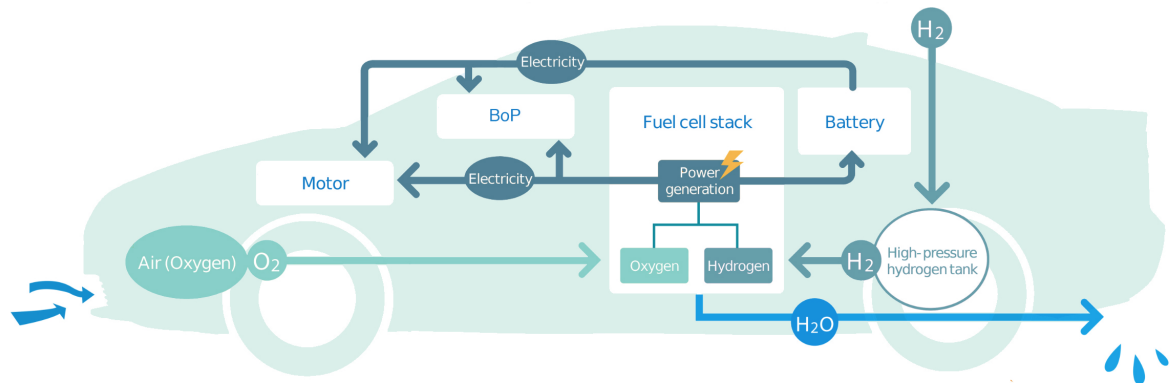 H2
Electricity
BoP
Fuel cell stack
Battery
Motor
Electricity
Power
generation
Air (Oxygen)
O2
Oxygen
Hydrogen
H2
High-pressure
hydrogen tank
H2O